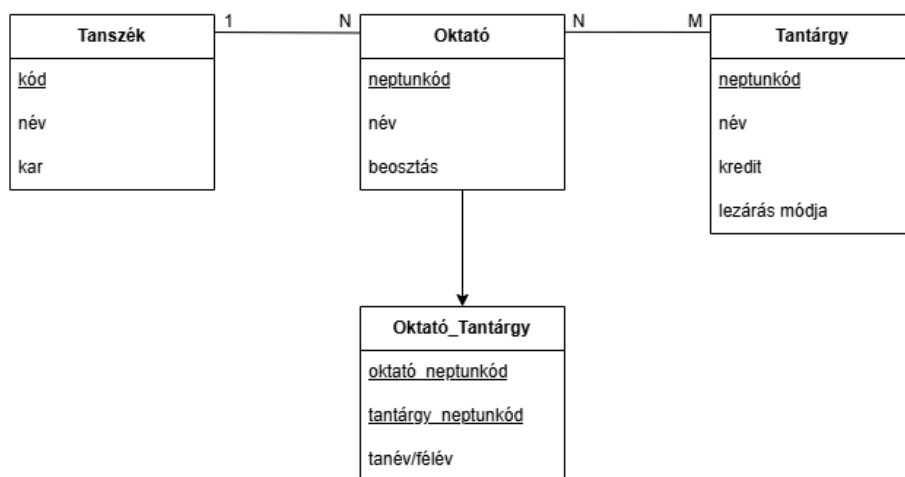 1 N N M
Tanszék
kód
név
kar
Oktató
neptunkód
név
beosztás
Tantárgy
neptunkód
név
kredit
lezárás módja
Oktató_Tantárgy
oktató_neptunkód
tantárgy_neptunkód
tanév/félév